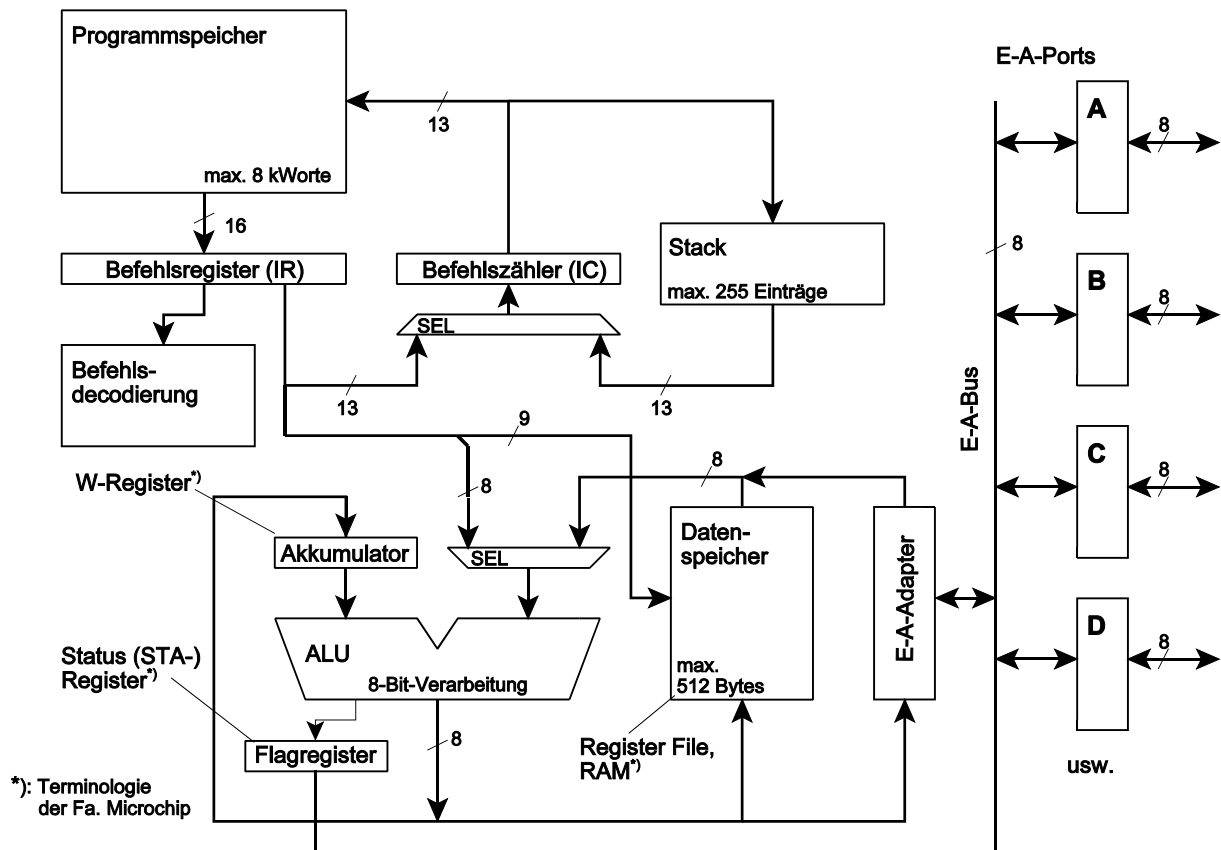 Programmspeicher
max. 8 kWorte
13
16
Befehlsregister (IR)
Befehlszähler (IC)
Stack
max. 255 Einträge
SEL
Befehls-
decodierung
13
13
9
8
8
W-Register*)
Akkumulator
SEL
Daten-
speicher
max.
512 Bytes
E-A-Adapter
ALU
8-Bit-Verarbeitung
Status (STA-)
Register*)
8
Flagregister
Register File,
RAM*)
*): Terminologie
der Fa. Microchip
E-A-Ports
E-A-Bus
8
A
8
B
8
C
8
D
8
usw.